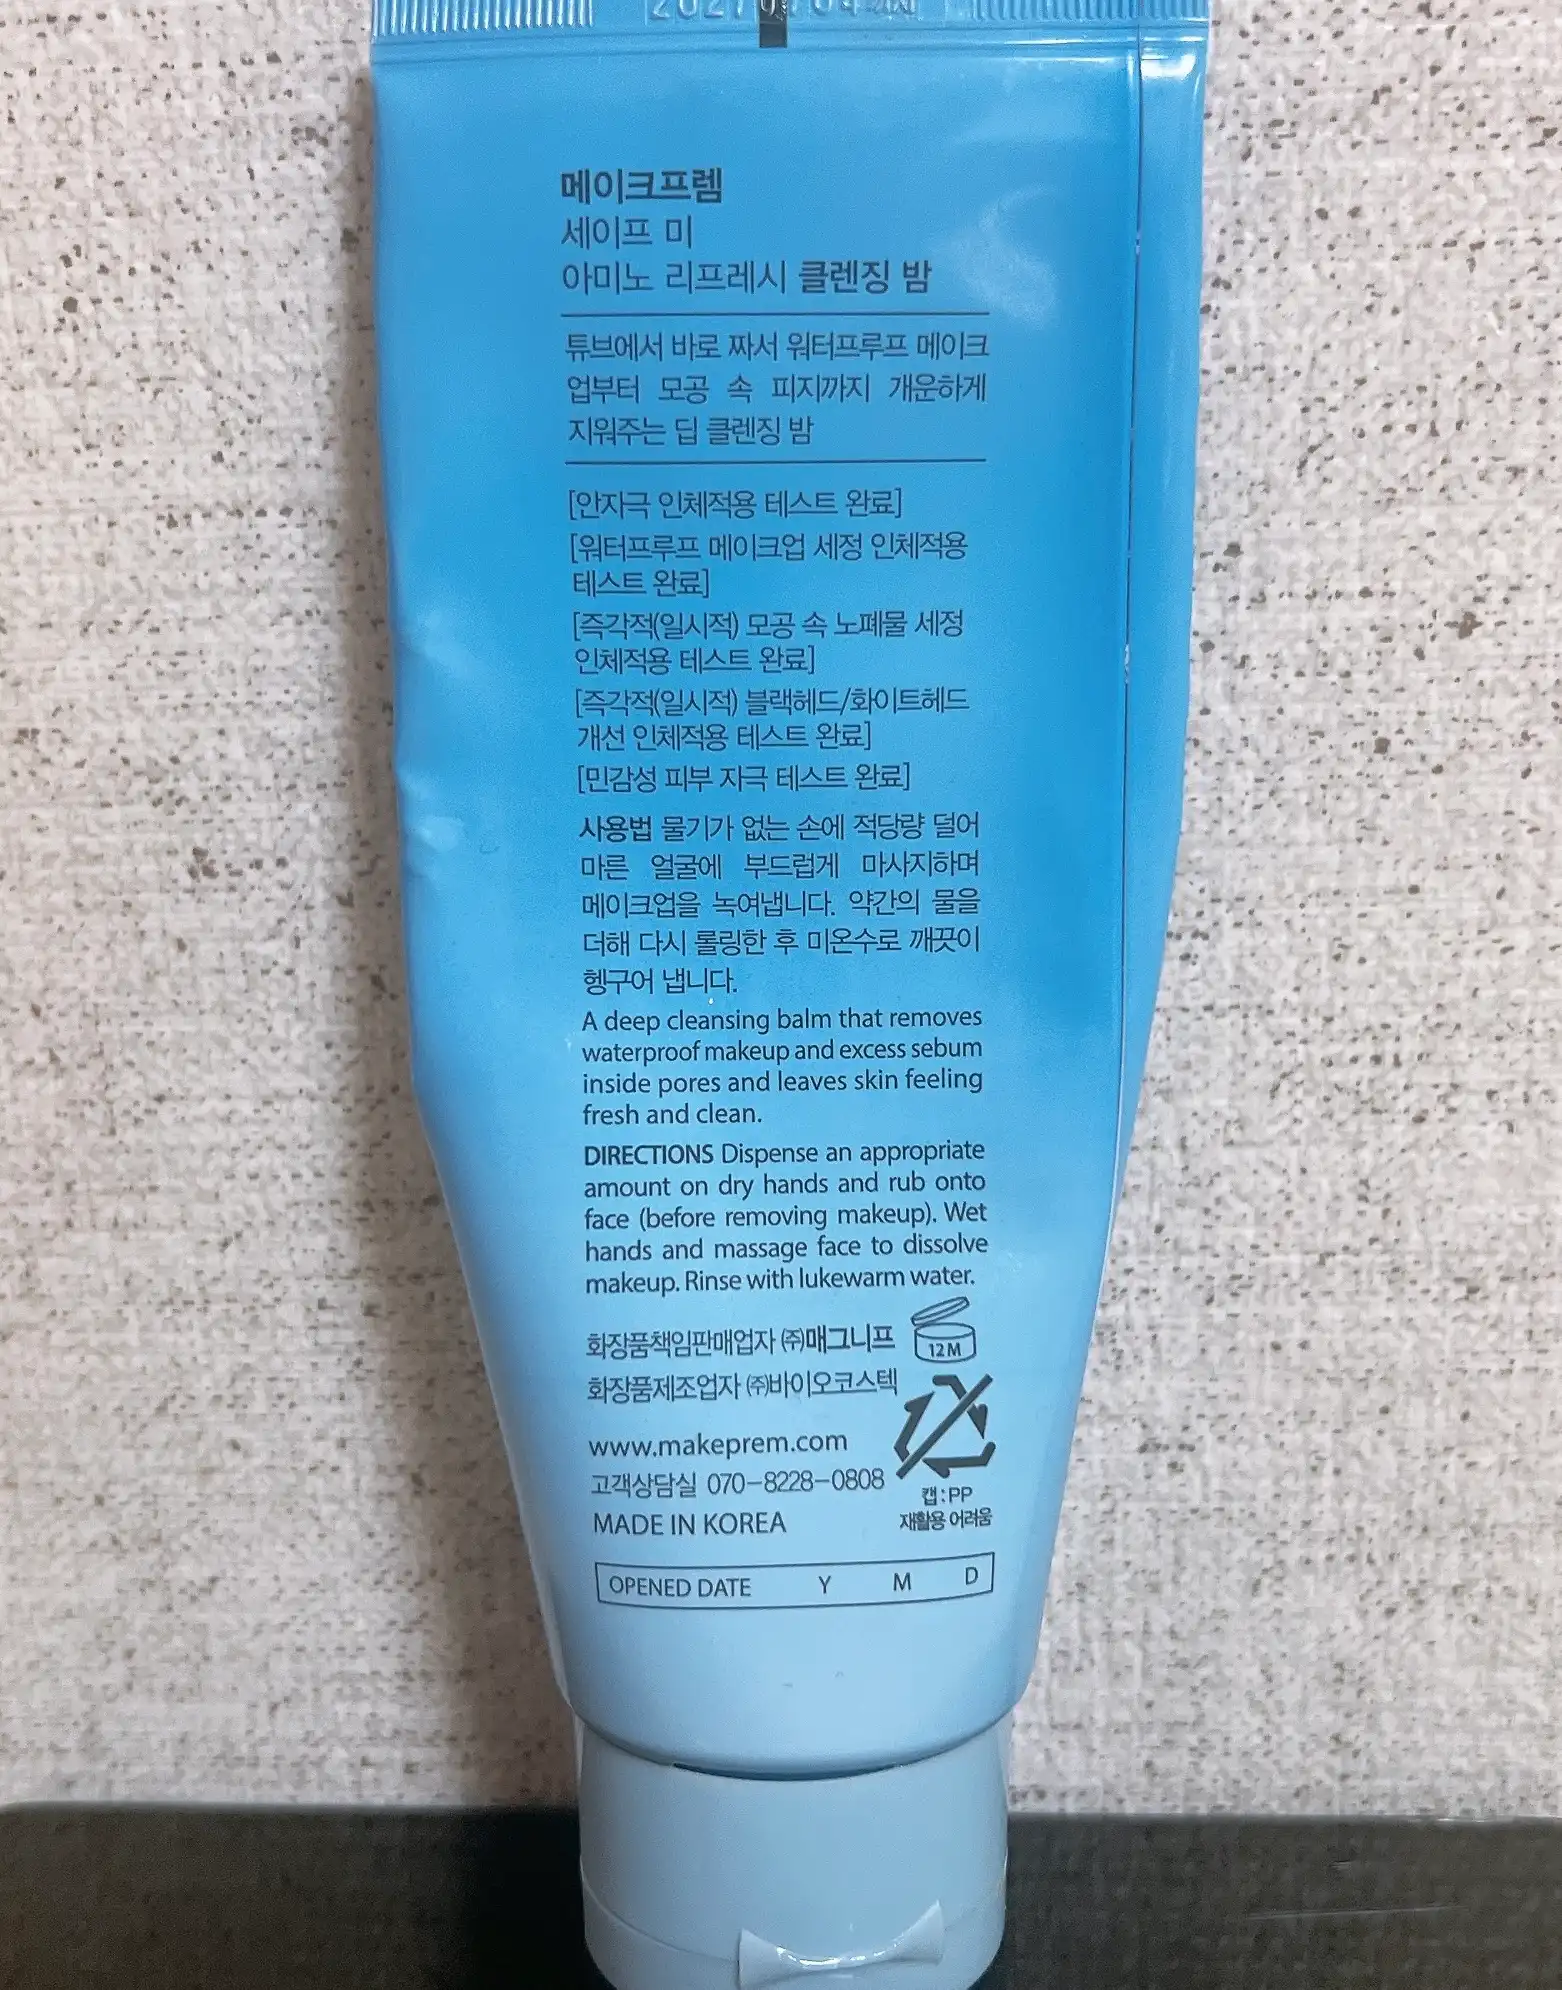 메이크프렘
세이프 미
아미노 리프레시 클렌징 밤
튜브에서 바로 짜서 워터프루프 메이크
업부터 모공 속 피지까지 개운하게
지워주는 딥 클렌징 밤
[안자극 인체적용 테스트 완료]
[워터프루프 메이크업 세정 인체적용
테스트 완료]
[즉각적(일시적) 모공 속 노폐물 세정
인체적용 테스트 완료]
[즉각적(일시적) 블랙헤드/화이트헤드
개선 인체적용 테스트 완료]
[민감성 피부 자극 테스트 완료]
사용법 물기가 없는 손에 적당량 덜어
마른 얼굴에 부드럽게 마사지하며
메이크업을 녹여냅니다. 약간의 물을
더해 다시 롤링한 후 미온수로 깨끗이
헹구어 냅니다.
A deep cleansing balm that removes
waterproof makeup and excess sebum
inside pores and leaves skin feeling
fresh and clean.
DIRECTIONS Dispense an appropriate
amount on dry hands and rub onto
face (before removing makeup). Wet
hands and massage face to dissolve
makeup. Rinse with lukewarm water.
화장품책임판매업자 ㈜매그니프
12M
화장품제조업자 ㈜바이오코스텍
www.makeprem.com
고객상담실 070-8228-0808
MADE IN KOREA
캡:PP
재활용 어려움
OPENED DATE Y M D